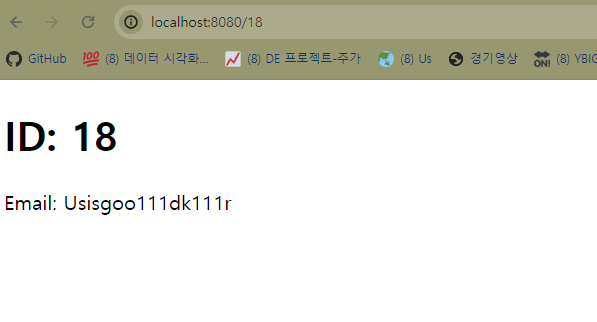 localhost:8080/18
GitHub (8) 데이터 시각화... (8) DE 프로젝트-주가 (8) Us 경기영상 ON! (8) YBIG
ID: 18
Email: Usisgoo111dk111r